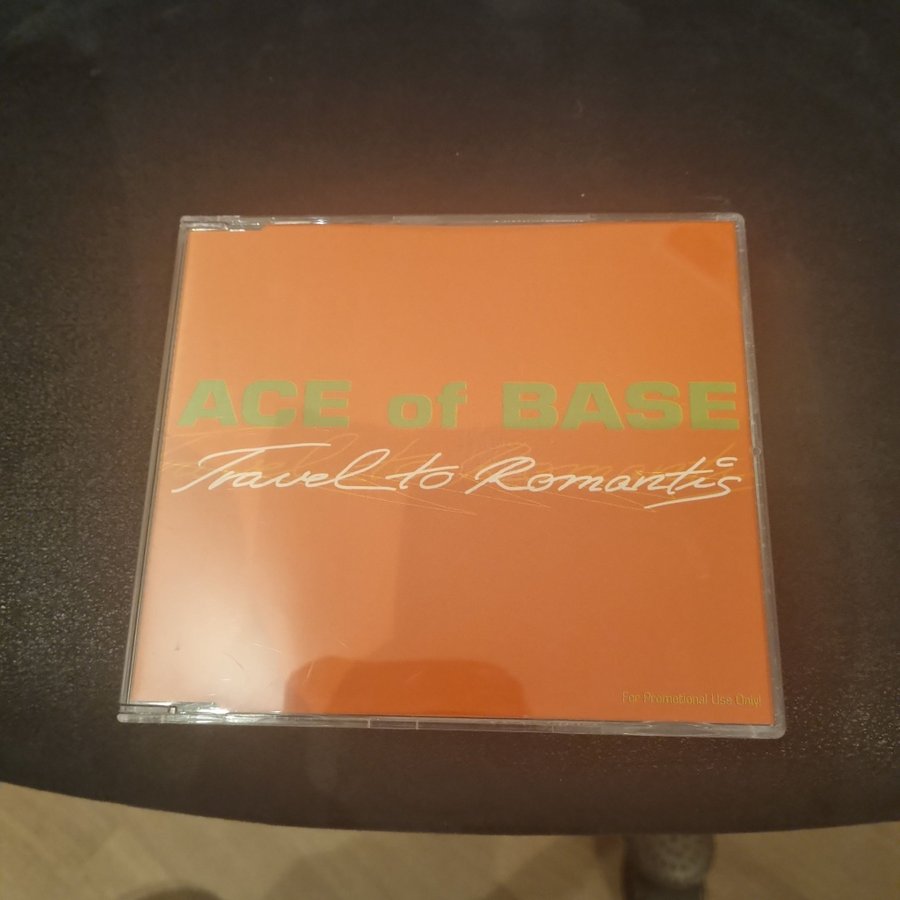 ACE of BASE
Travel to Romantis
For Promotional Use Only!